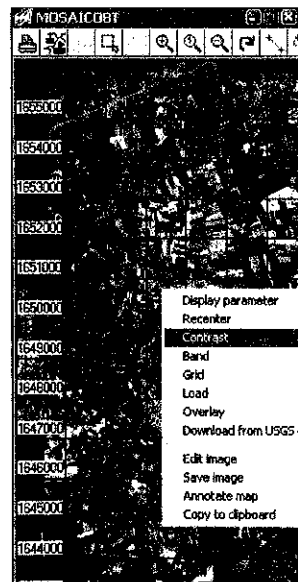 MOSAICO8T
1655000
1654000
1653000
1652000
1651000
1650000
1649000
1648000
1647000
1646000
1645000
1644000
Display parameter
Recenter
Contrast
Band
Grid
Load
Overlay
Download from USGS
Edit image
Save image
Annotate map
Copy to clipboard